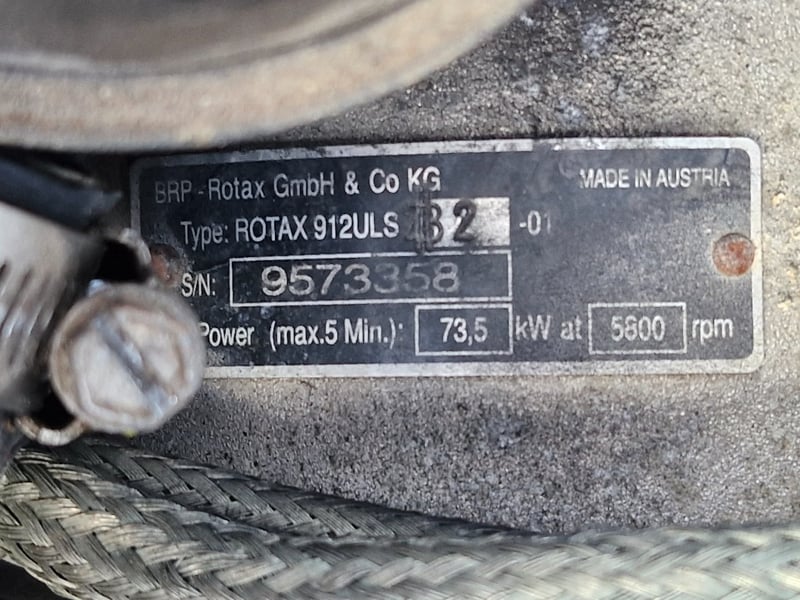 BRP-Rotax GmbH & Co KG
MADE IN AUSTRIA
Type: ROTAX 912ULS 2 -01
S/N: 9573358
Power (max.5 Min.): 73,5 kW at 5800 rpm